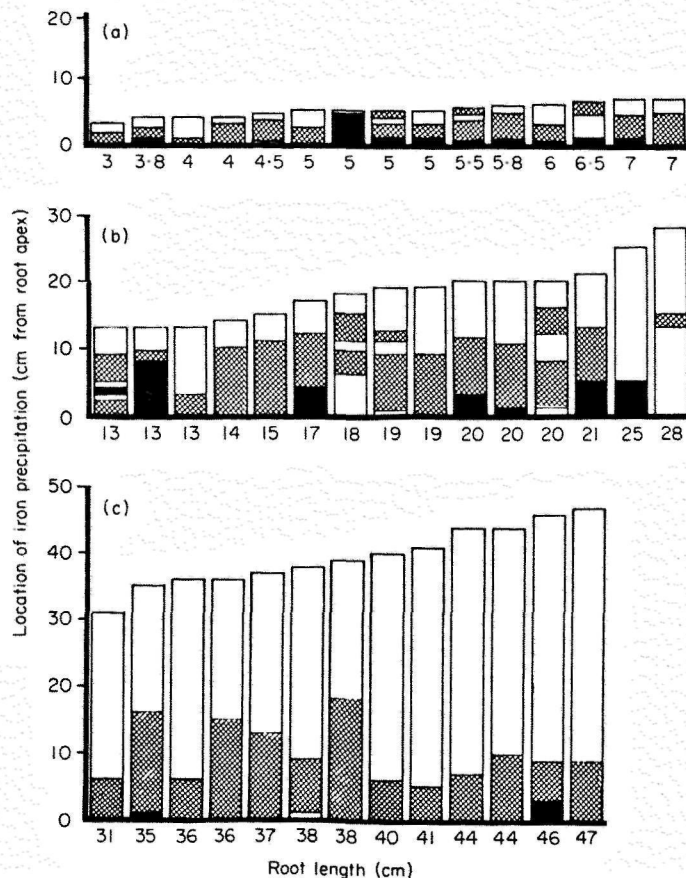 20
(a)
10
0
3 3·8 4 4 4·5 5 5 5 5 5·5 5·8 6 6·5 7 7
30
(b)
20
10
0
13 13 13 14 15 17 18 19 19 20 20 20 21 25 28
50
(c)
40
30
20
10
0
31 35 36 36 37 38 38 40 41 44 44 46 47
Location of iron precipitation (cm from root apex)
Root length (cm)